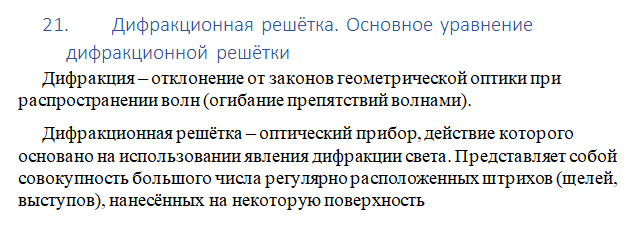 21. Дифракционная решётка. Основное уравнение
дифракционной решётки
Дифракция – отклонение от законов геометрической оптики при
распространении волн (огибание препятствий волнами).
Дифракционная решётка – оптический прибор, действие которого
основано на использовании явления дифракции света. Представляет собой
совокупность большого числа регулярно расположенных штрихов (щелей,
выступов), нанесённых на некоторую поверхность